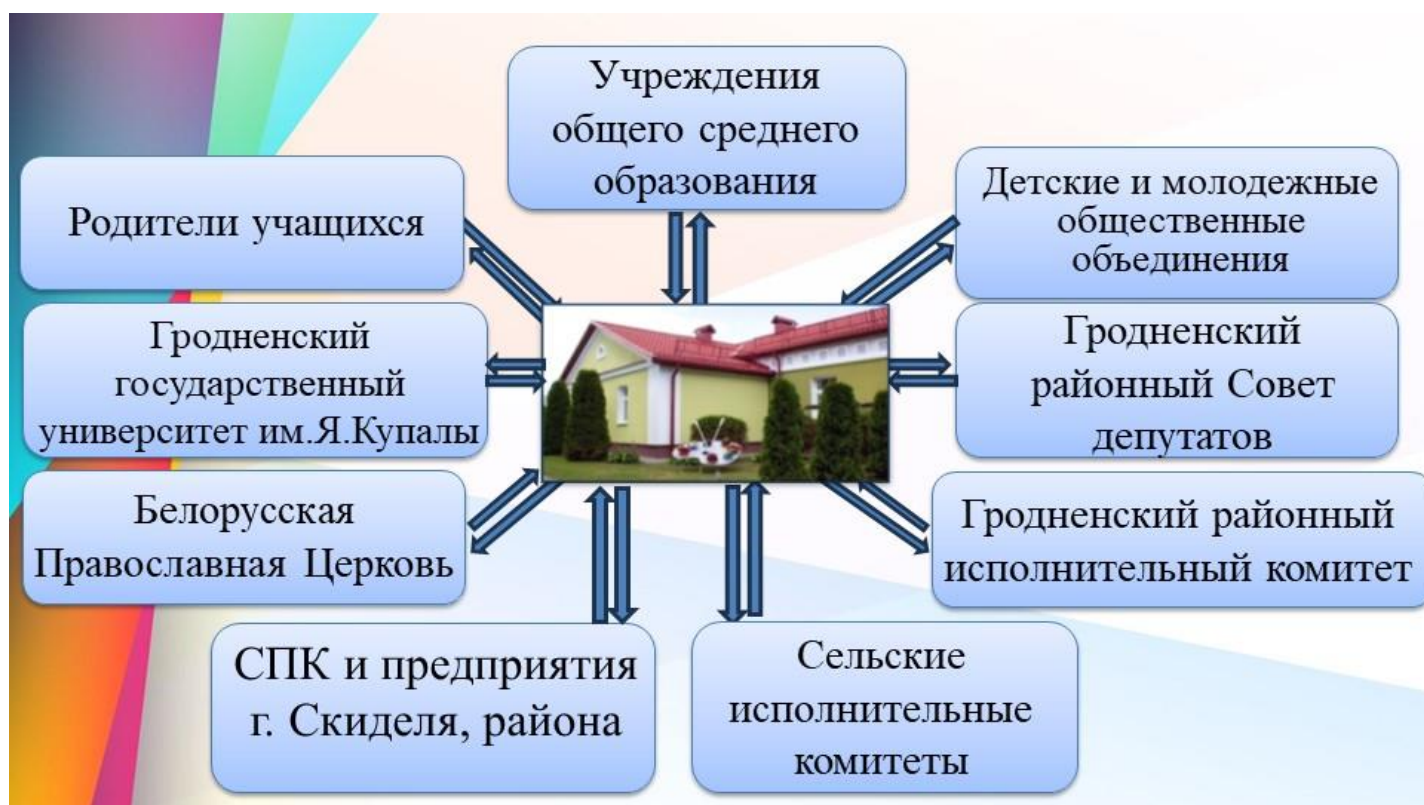 Учреждения
общего среднего
образования
Родители учащихся
Детские и молодежные
общественные
объединения
Гродненский
государственный
университет им.Я.Купалы
Гродненский
районный Совет
депутатов
Белорусская
Православная Церковь
Гродненский районный
исполнительный комитет
СПК и предприятия
г. Скиделя, района
Сельские
исполнительные
комитеты